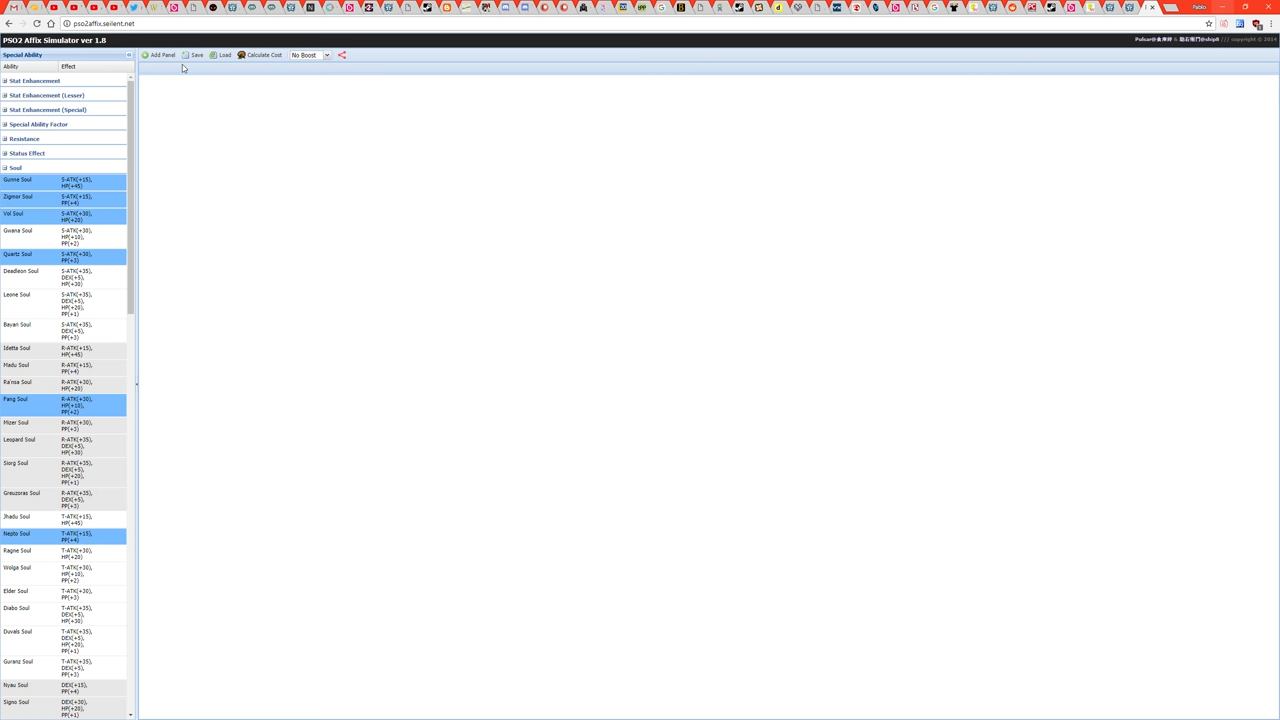 Pablo
pso2affix.seilent.net
PSO2 Affix Simulator ver 1.8
Special Ability
Add Panel Save Load Calculate Cost No Boost
Ability Effect
Stat Enhancement
Stat Enhancement (Lesser)
Stat Enhancement (Special)
Special Ability Factor
Resistance
Status Effect
Soul
Gunne Soul S-ATK(+15),
HP(+45)
Zigmor Soul S-ATK(+15),
PP(+4)
Vol Soul S-ATK(+30),
HP(+20)
Gwana Soul S-ATK(+30),
HP(+10),
PP(+2)
Quartz Soul S-ATK(+30),
PP(+3)
Deadleon Soul S-ATK(+35),
DEX(+5),
HP(+30)
Leone Soul S-ATK(+35),
DEX(+5),
HP(+20),
PP(+1)
Bayari Soul S-ATK(+35),
DEX(+5),
PP(+3)
Idetta Soul R-ATK(+15),
HP(+45)
Madu Soul R-ATK(+15),
PP(+4)
Ra'nsa Soul R-ATK(+30),
HP(+20)
Fang Soul R-ATK(+30),
HP(+10),
PP(+2)
Mizer Soul R-ATK(+30),
PP(+3)
Leopard Soul R-ATK(+35),
DEX(+5),
HP(+30)
Siorg Soul R-ATK(+35),
DEX(+5),
HP(+20),
PP(+1)
Greuzoras Soul R-ATK(+35),
DEX(+5),
PP(+3)
Jhadu Soul T-ATK(+15),
HP(+45)
Nepto Soul T-ATK(+15),
PP(+4)
Ragne Soul T-ATK(+30),
HP(+20)
Wolga Soul T-ATK(+30),
HP(+10),
PP(+2)
Elder Soul T-ATK(+30),
PP(+3)
Diabo Soul T-ATK(+35),
DEX(+5),
HP(+30)
Duvals Soul T-ATK(+35),
DEX(+5),
HP(+20),
PP(+1)
Guranz Soul T-ATK(+35),
DEX(+5),
PP(+3)
Nyau Soul DEX(+15),
PP(+4)
Signo Soul DEX(+30),
HP(+20),
PP(+1)